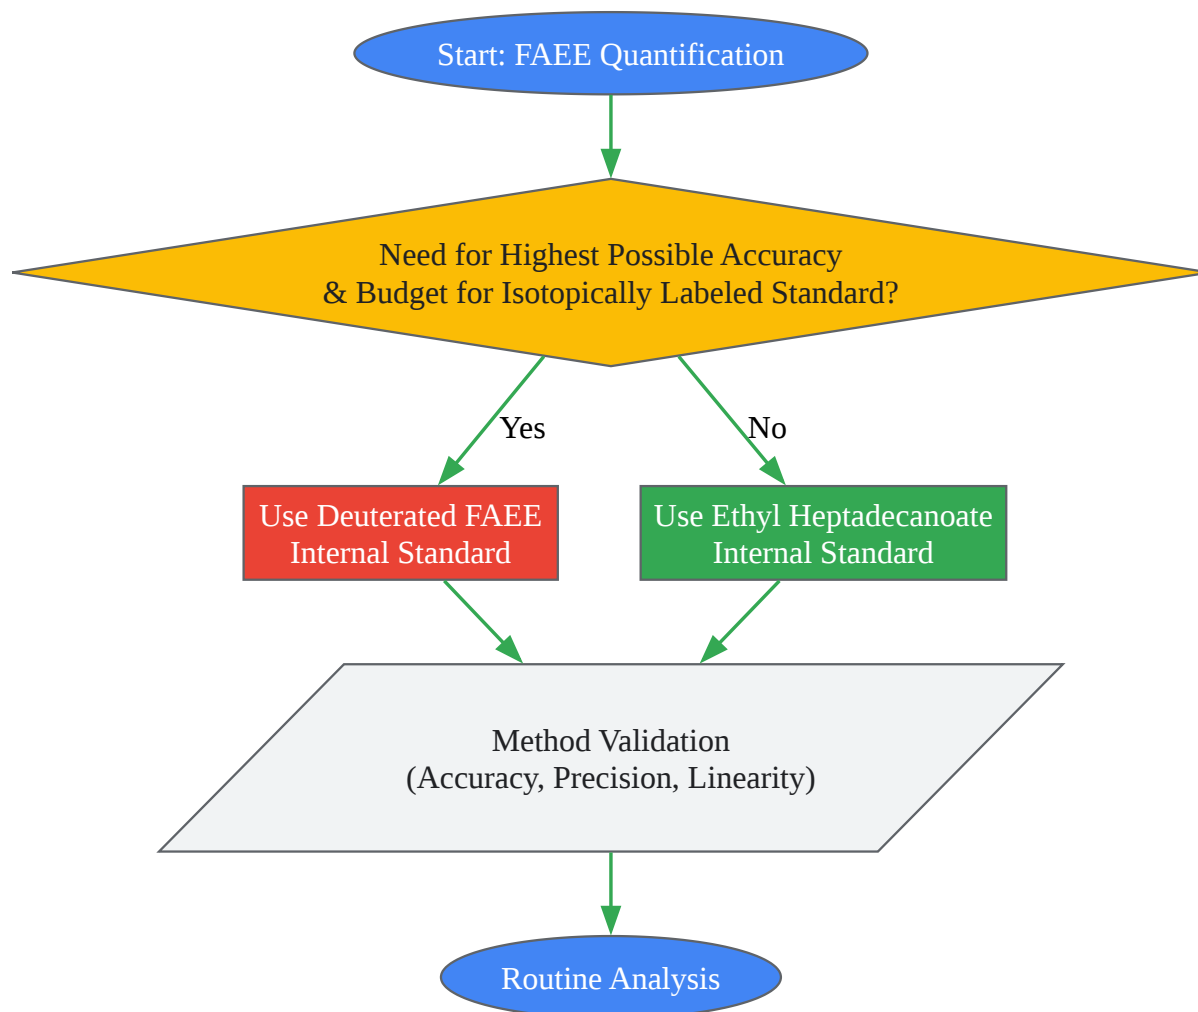 Start: FAEE Quantification
Need for Highest Possible Accuracy
& Budget for Isotopically Labeled Standard?
Yes
No
Use Deuterated FAEE
Internal Standard
Use Ethyl Heptadecanoate
Internal Standard
Method Validation
(Accuracy, Precision, Linearity)
Routine Analysis